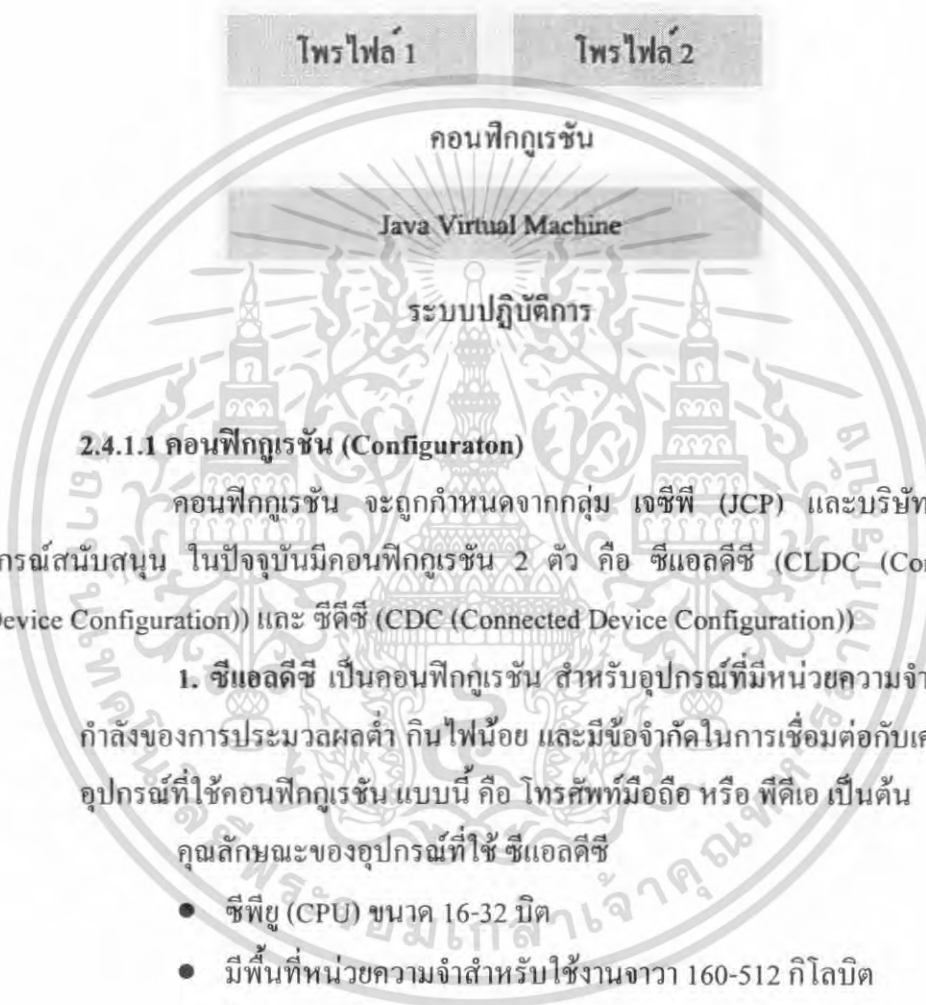 โพรไฟล์ 1 โพรไฟล์ 2
คอนฟิกกูเรชัน
Java Virtual Machine
ระบบปฏิบัติการ
2.4.1.1 คอนฟิกกูเรชัน (Configuraton)
คอนฟิกกูเรชัน จะถูกกำหนดจากกลุ่ม เจซีพี (JCP) และบริษัท
กรณ์สนับสนุน ในปัจจุบันมีคอนฟิกกูเรชัน 2 ตัว คือ ซีแอลดีซี (CLDC (Con
Device Configuration)) และ ซีดีซี (CDC (Connected Device Configuration))
1. ซีแอลดีซี เป็นคอนฟิกกูเรชัน สำหรับอุปกรณ์ที่มีหน่วยความจำ
กำลังของการประมวลผลต่ำ กินไฟน้อย และมีข้อจำกัดในการเชื่อมต่อกับเค
อุปกรณ์ที่ใช้คอนฟิกกูเรชัน แบบนี้ คือ โทรศัพท์มือถือ หรือ พีดีเอ เป็นต้น
คุณลักษณะของอุปกรณ์ที่ใช้ ซีแอลดีซี
● ซีพียู (CPU) ขนาด 16-32 บิต
● มีพื้นที่หน่วยความจำสำหรับใช้งานจาวา 160-512 กิโลบิต